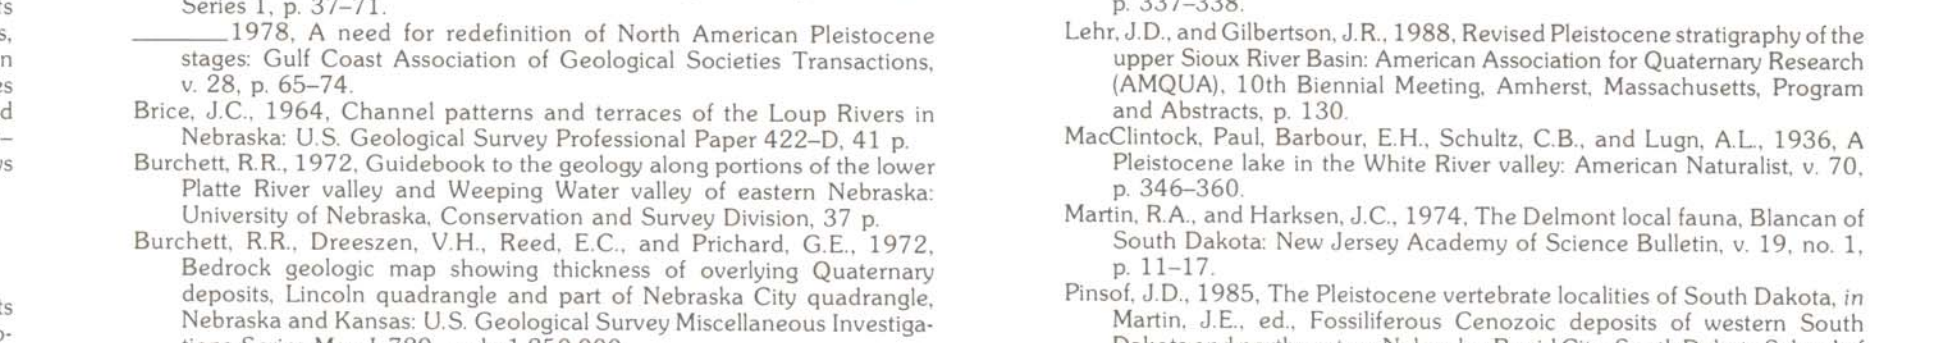 Series 1, p. 37–71.
________1978, A need for redefinition of North American Pleistocene
stages: Gulf Coast Association of Geological Societies Transactions,
v. 28, p. 65–74.
Brice, J.C., 1964, Channel patterns and terraces of the Loup Rivers in
Nebraska: U.S. Geological Survey Professional Paper 422–D, 41 p.
Burchett, R.R., 1972, Guidebook to the geology along portions of the lower
Platte River valley and Weeping Water valley of eastern Nebraska:
University of Nebraska, Conservation and Survey Division, 37 p.
Burchett, R.R., Dreeszen, V.H., Reed, E.C., and Prichard, G.E., 1972,
Bedrock geologic map showing thickness of overlying Quaternary
deposits, Lincoln quadrangle and part of Nebraska City quadrangle,
Nebraska and Kansas: U.S. Geological Survey Miscellaneous Investiga-
p. 337–338.
Lehr, J.D., and Gilbertson, J.R., 1988, Revised Pleistocene stratigraphy of the
upper Sioux River Basin: American Association for Quaternary Research
(AMQUA), 10th Biennial Meeting, Amherst, Massachusetts, Program
and Abstracts, p. 130.
MacClintock, Paul, Barbour, E.H., Schultz, C.B., and Lugn, A.L., 1936, A
Pleistocene lake in the White River valley: American Naturalist, v. 70,
p. 346–360.
Martin, R.A., and Harksen, J.C., 1974, The Delmont local fauna, Blancan of
South Dakota: New Jersey Academy of Science Bulletin, v. 19, no. 1,
p. 11–17.
Pinsof, J.D., 1985, The Pleistocene vertebrate localities of South Dakota, in
Martin, J.E., ed., Fossiliferous Cenozoic deposits of western South